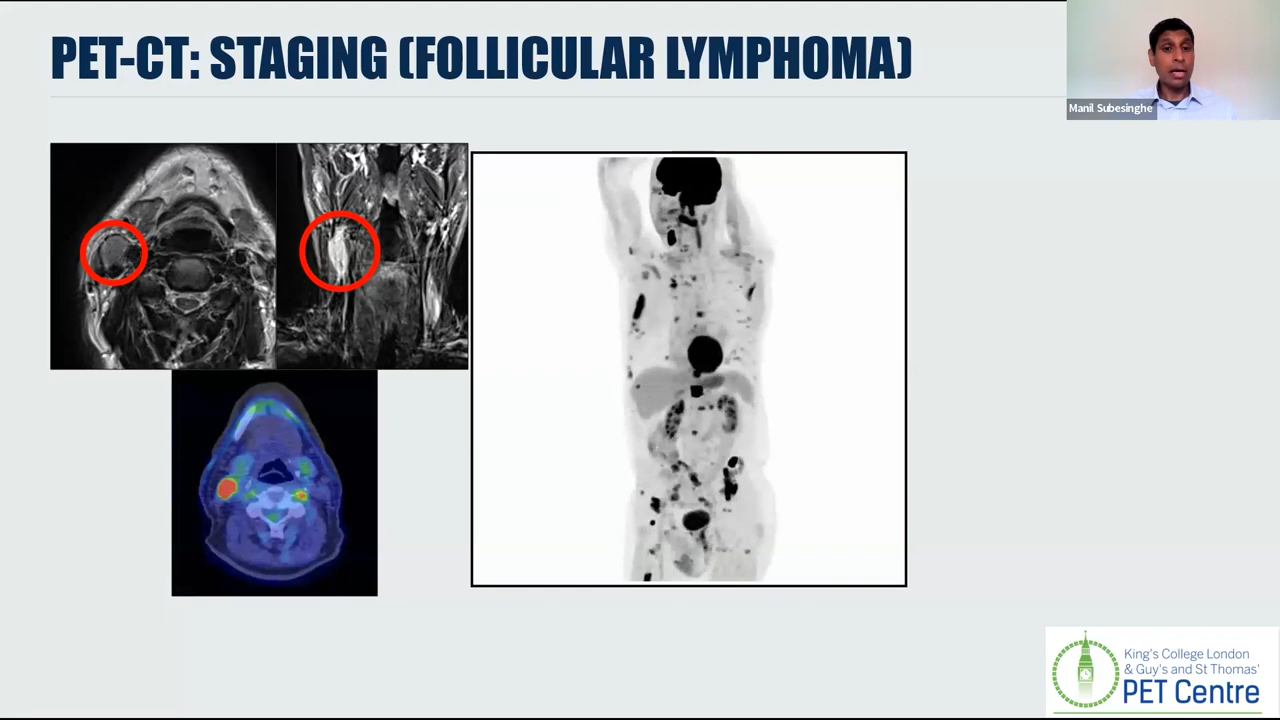 PET-CT: STAGING (FOLLICULAR LYMPHOMA)
Manil Subesinghe
King's College London
& Guy's and St Thomas'
PET Centre